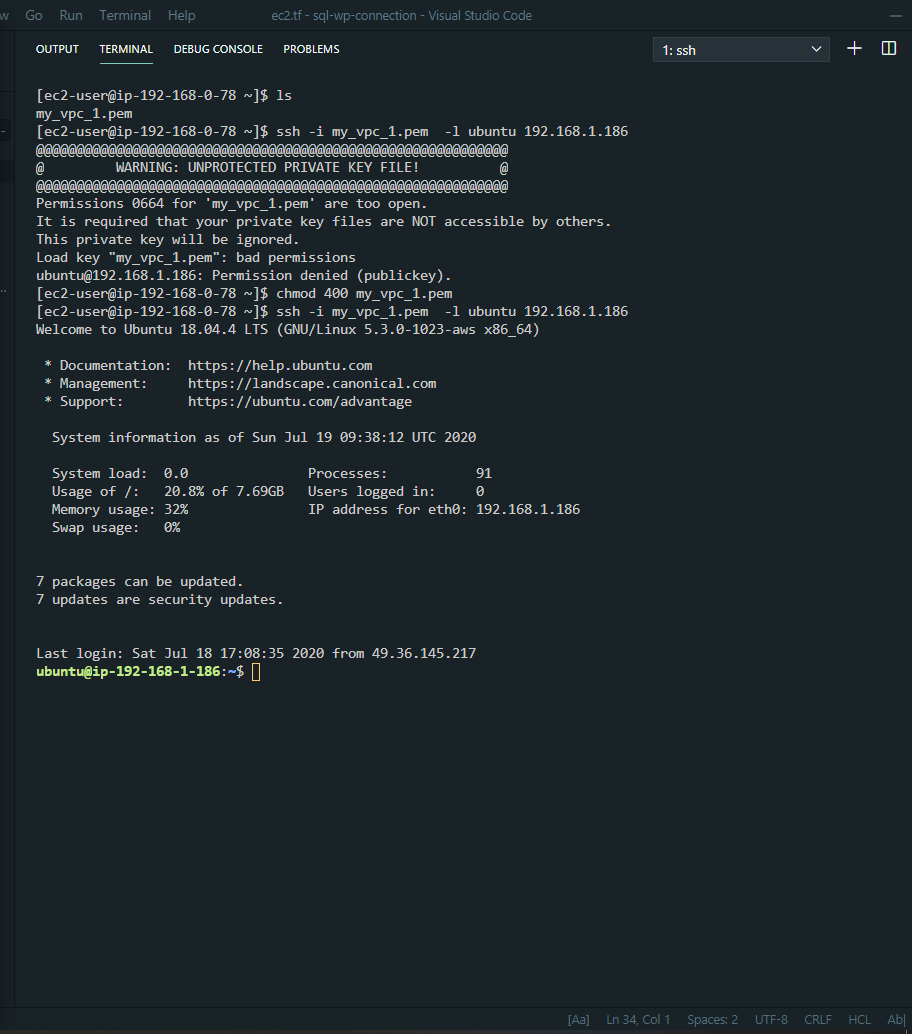 Go Run Terminal Help ec2.tf - sql-wp-connection - Visual Studio Code
OUTPUT TERMINAL DEBUG CONSOLE PROBLEMS 1: ssh
[ec2-user@ip-192-168-0-78 ~]$ ls
my_vpc_1.pem
[ec2-user@ip-192-168-0-78 ~]$ ssh -i my_vpc_1.pem  -l ubuntu 192.168.1.186
@@@@@@@@@@@@@@@@@@@@@@@@@@@@@@@@@@@@@@@@@@@@@@@@@@@@@@@@@@@
@         WARNING: UNPROTECTED PRIVATE KEY FILE!          @
@@@@@@@@@@@@@@@@@@@@@@@@@@@@@@@@@@@@@@@@@@@@@@@@@@@@@@@@@@@
Permissions 0664 for 'my_vpc_1.pem' are too open.
It is required that your private key files are NOT accessible by others.
This private key will be ignored.
Load key "my_vpc_1.pem": bad permissions
ubuntu@192.168.1.186: Permission denied (publickey).
[ec2-user@ip-192-168-0-78 ~]$ chmod 400 my_vpc_1.pem
[ec2-user@ip-192-168-0-78 ~]$ ssh -i my_vpc_1.pem  -l ubuntu 192.168.1.186
Welcome to Ubuntu 18.04.4 LTS (GNU/Linux 5.3.0-1023-aws x86_64)
 * Documentation:  https://help.ubuntu.com
 * Management:     https://landscape.canonical.com
 * Support:        https://ubuntu.com/advantage
  System information as of Sun Jul 19 09:38:12 UTC 2020
  System load:  0.0               Processes:           91
  Usage of /:   20.8% of 7.69GB   Users logged in:     0
  Memory usage: 32%               IP address for eth0: 192.168.1.186
  Swap usage:   0%
7 packages can be updated.
7 updates are security updates.
Last login: Sat Jul 18 17:08:35 2020 from 49.36.145.217
ubuntu@ip-192-168-1-186:~$
[Aa] Ln 34, Col 1 Spaces: 2 UTF-8 CRLF HCL Ab|